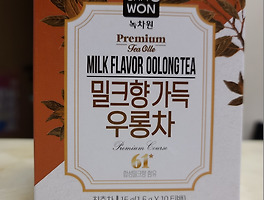 WON
녹차원
Premium
Tea Olle
MILK FLAVOR OOLONG TEA
밀크향 가득
우롱차
Premium Course
61